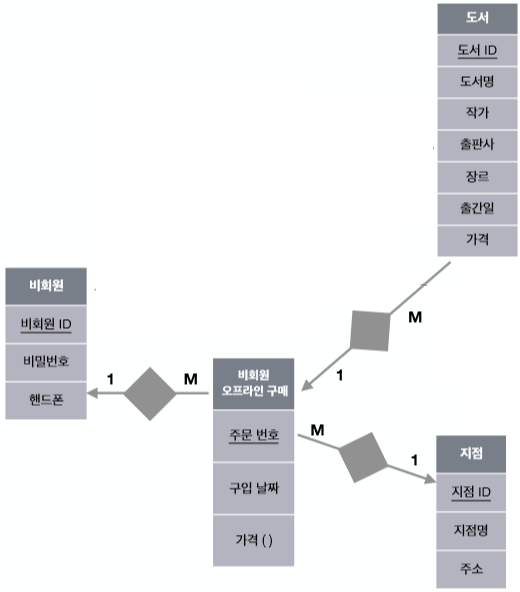 도서
도서 ID
도서명
작가
출판사
장르
출간일
가격
비회원
비회원 ID
비밀번호
핸드폰
1
M
M
1
비회원
오프라인 구매
주문 번호
구입 날짜
가격 ( )
M
1
지점
지점 ID
지점명
주소